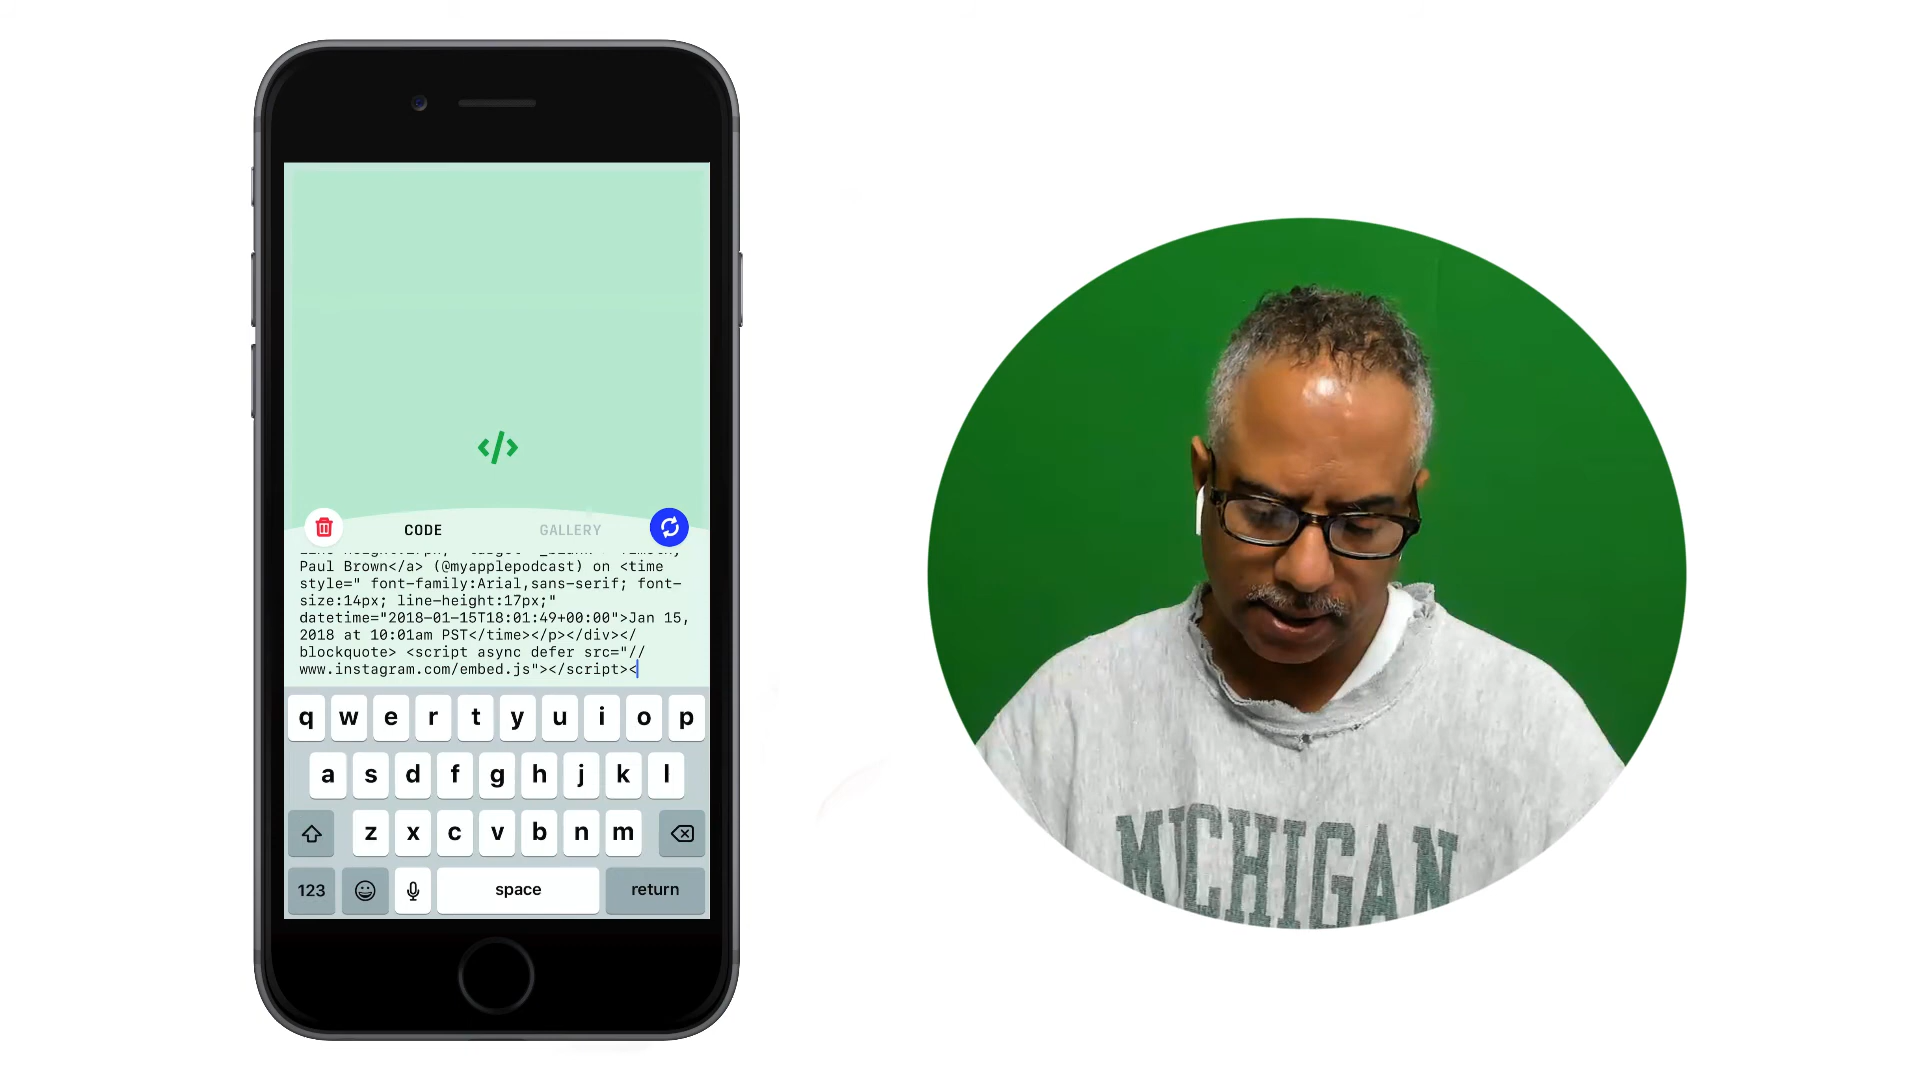 CODE GALLERY
Paul Brown</a> (@myapplepodcast) on <time
style=" font-family:Arial,sans-serif; font-
size:14px; line-height:17px;"
datetime="2018-01-15T18:01:49+00:00">Jan 15,
2018 at 10:01am PST</time></p></div></
blockquote> <script async defer src="//
www.instagram.com/embed.js"></script><
q w e r t y u i o p
a s d f g h j k l
z x c v b n m
123 space return
MICHIGAN